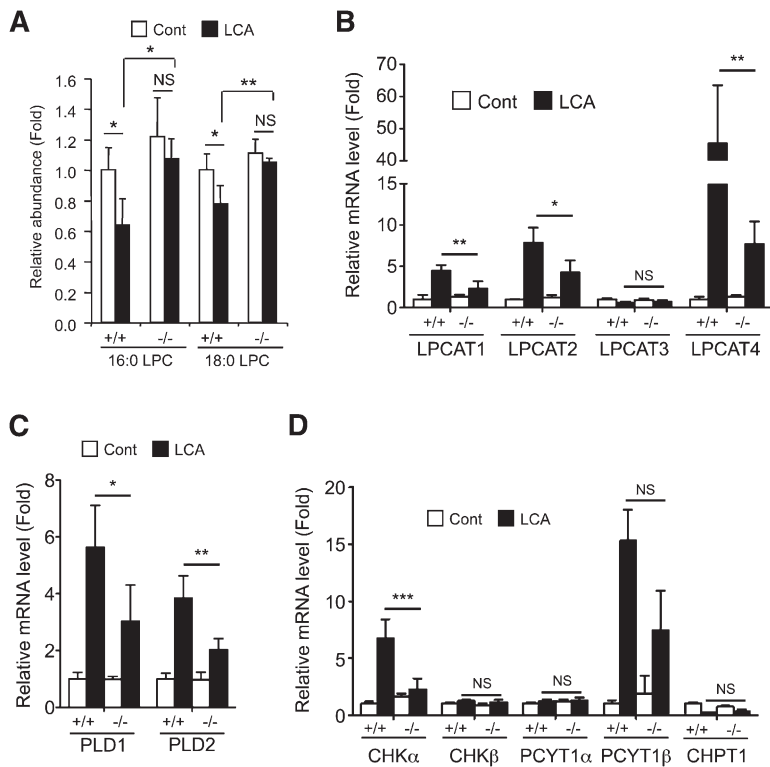 A
Cont LCA
Relative abundance (Fold)
1.6
1.4
1.2
1.0
0.8
0.6
0.4
0.2
0.0
*
NS
*
**
*
NS
+/+ -/- +/+ -/-
16:0 LPC 18:0 LPC
B
Cont LCA
Relative mRNA level (Fold)
70
60
50
40
15
10
5
0
**
*
NS
**
+/+ -/- +/+ -/- +/+ -/- +/+ -/-
LPCAT1 LPCAT2 LPCAT3 LPCAT4
C
Cont LCA
Relative mRNA level (Fold)
8
6
4
2
0
*
**
+/+ -/- +/+ -/-
PLD1 PLD2
D
Cont LCA
Relative mRNA level (Fold)
20
15
10
5
0
***
NS
NS
NS
NS
+/+ -/- +/+ -/- +/+ -/- +/+ -/- +/+ -/-
CHKα CHKβ PCYT1α PCYT1β CHPT1